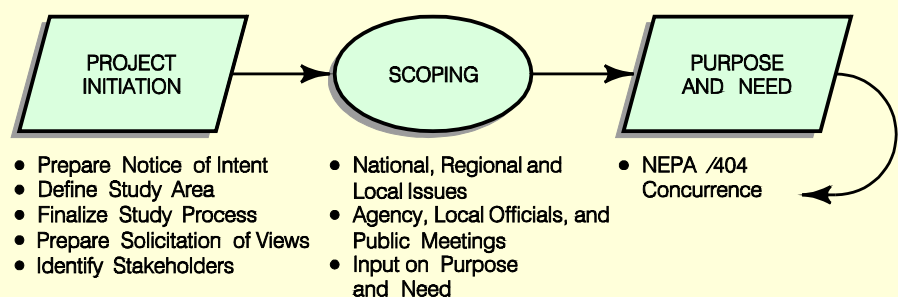 PROJECT
INITIATION
SCOPING
PURPOSE
AND NEED
• Prepare Notice of Intent
• Define Study Area
• Finalize Study Process
• Prepare Solicitation of Views
• Identify Stakeholders
• National, Regional and
Local Issues
• Agency, Local Officials, and
Public Meetings
• Input on Purpose
and Need
• NEPA /404
Concurrence